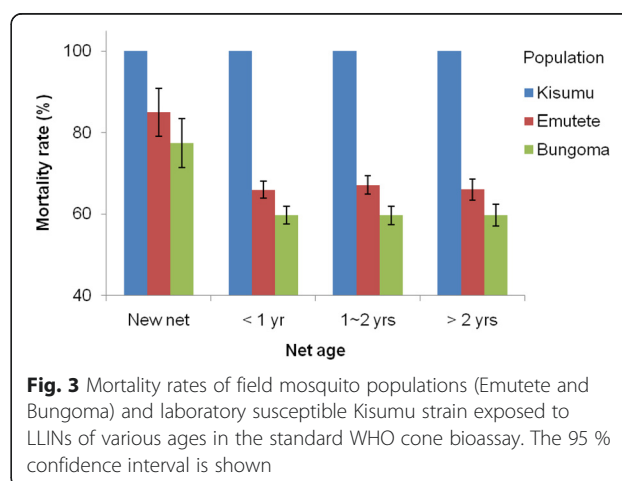 100
80
60
40
Mortality rate (%)
Population
Kisumu
Emutete
Bungoma
New net
< 1 yr
1~2 yrs
> 2 yrs
Net age
Fig. 3 Mortality rates of field mosquito populations (Emutete and
Bungoma) and laboratory susceptible Kisumu strain exposed to
LLINs of various ages in the standard WHO cone bioassay. The 95 %
confidence interval is shown